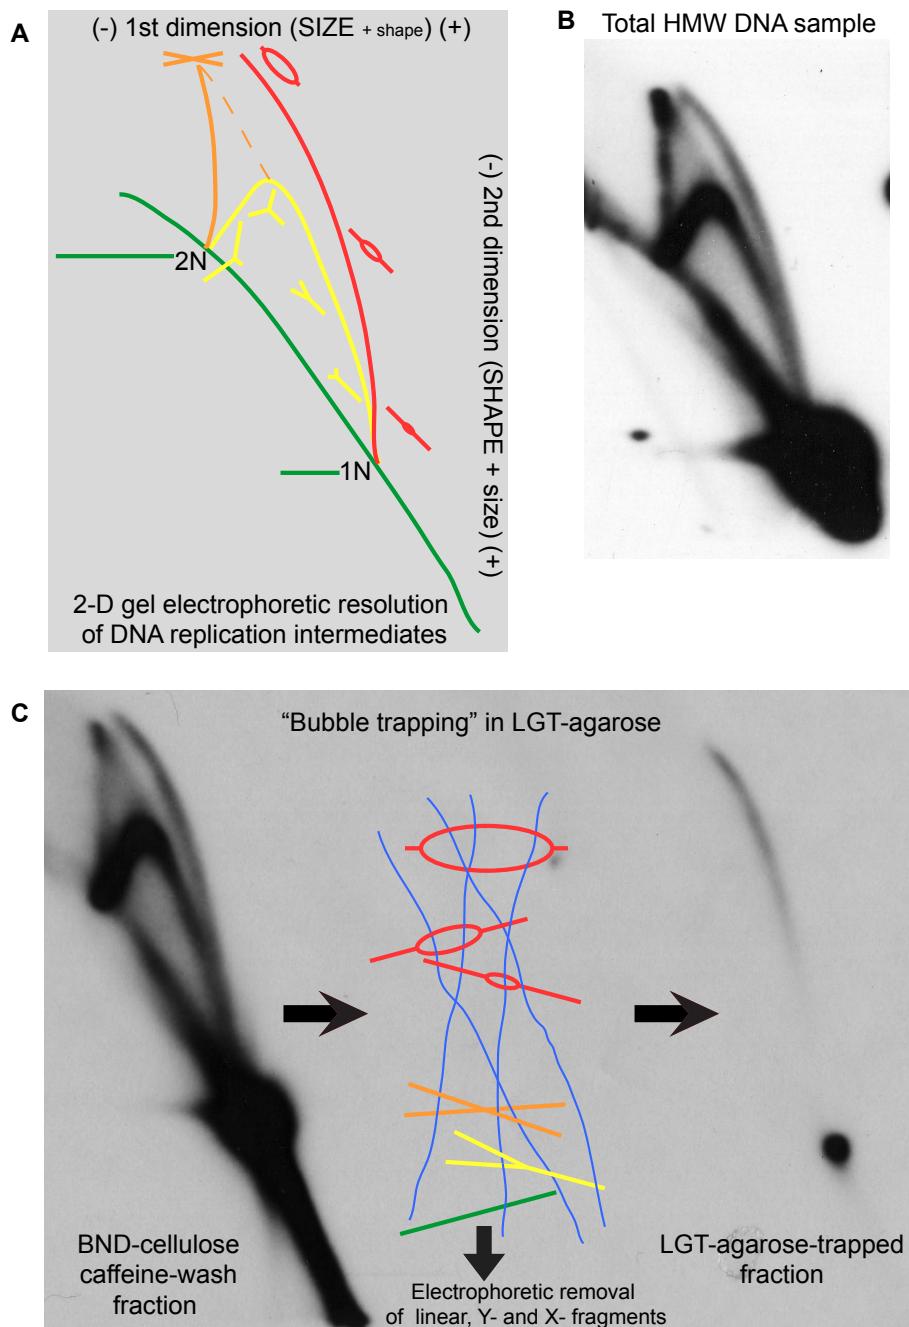 A
(-) 1st dimension (SIZE + shape) (+)
(-) 2nd dimension (SHAPE + size) (+)
2N
1N
2-D gel electrophoretic resolution
of DNA replication intermediates
B
Total HMW DNA sample
C
“Bubble trapping” in LGT-agarose
BND-cellulose
caffeine-wash
fraction
Electrophoretic removal
of linear, Y- and X- fragments
LGT-agarose-trapped
fraction